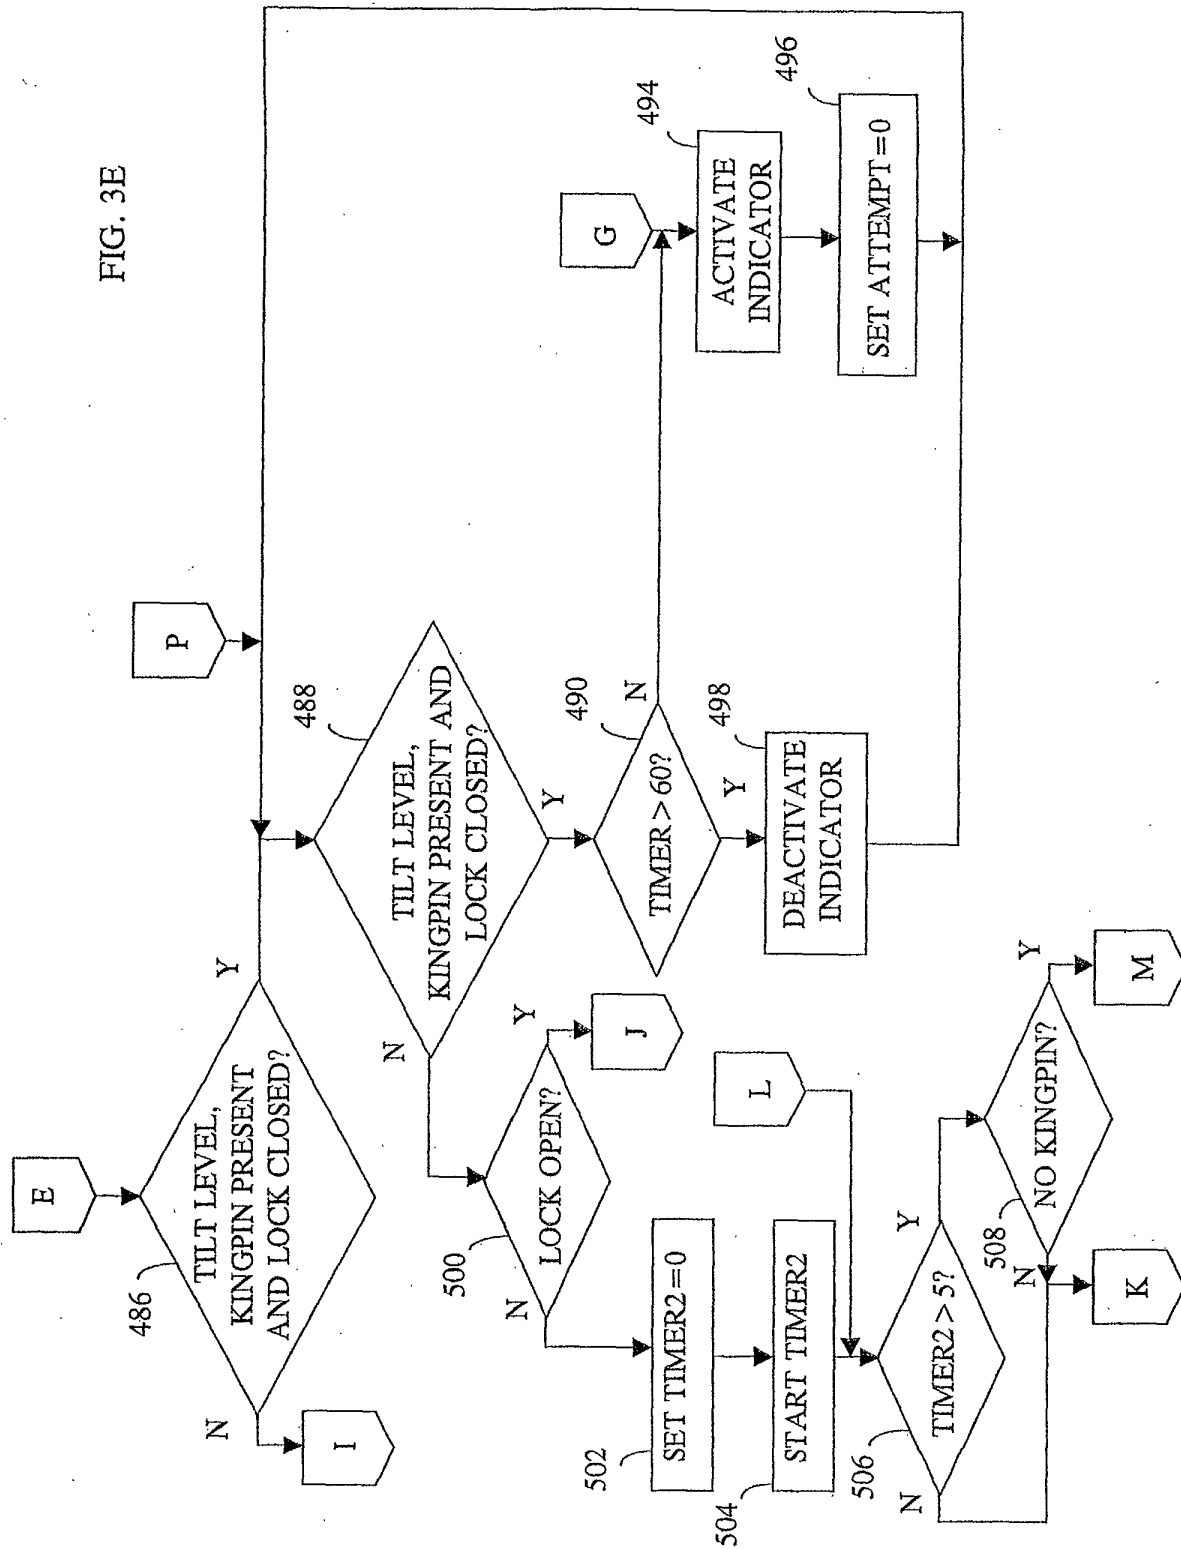 FIG. 3E
E
486
TILT LEVEL,
KINGPIN PRESENT
AND LOCK CLOSED?
N
Y
I
P
488
TILT LEVEL,
KINGPIN PRESENT AND
LOCK CLOSED?
N
Y
500
LOCK OPEN?
N
Y
J
490
TIMER>60?
N
Y
G
494
ACTIVATE
INDICATOR
496
SET ATTEMPT=0
498
DEACTIVATE
INDICATOR
502
SET TIMER2=0
504
START TIMER2
L
506
TIMER2>5?
N
Y
508
NO KINGPIN?
N
Y
K
M